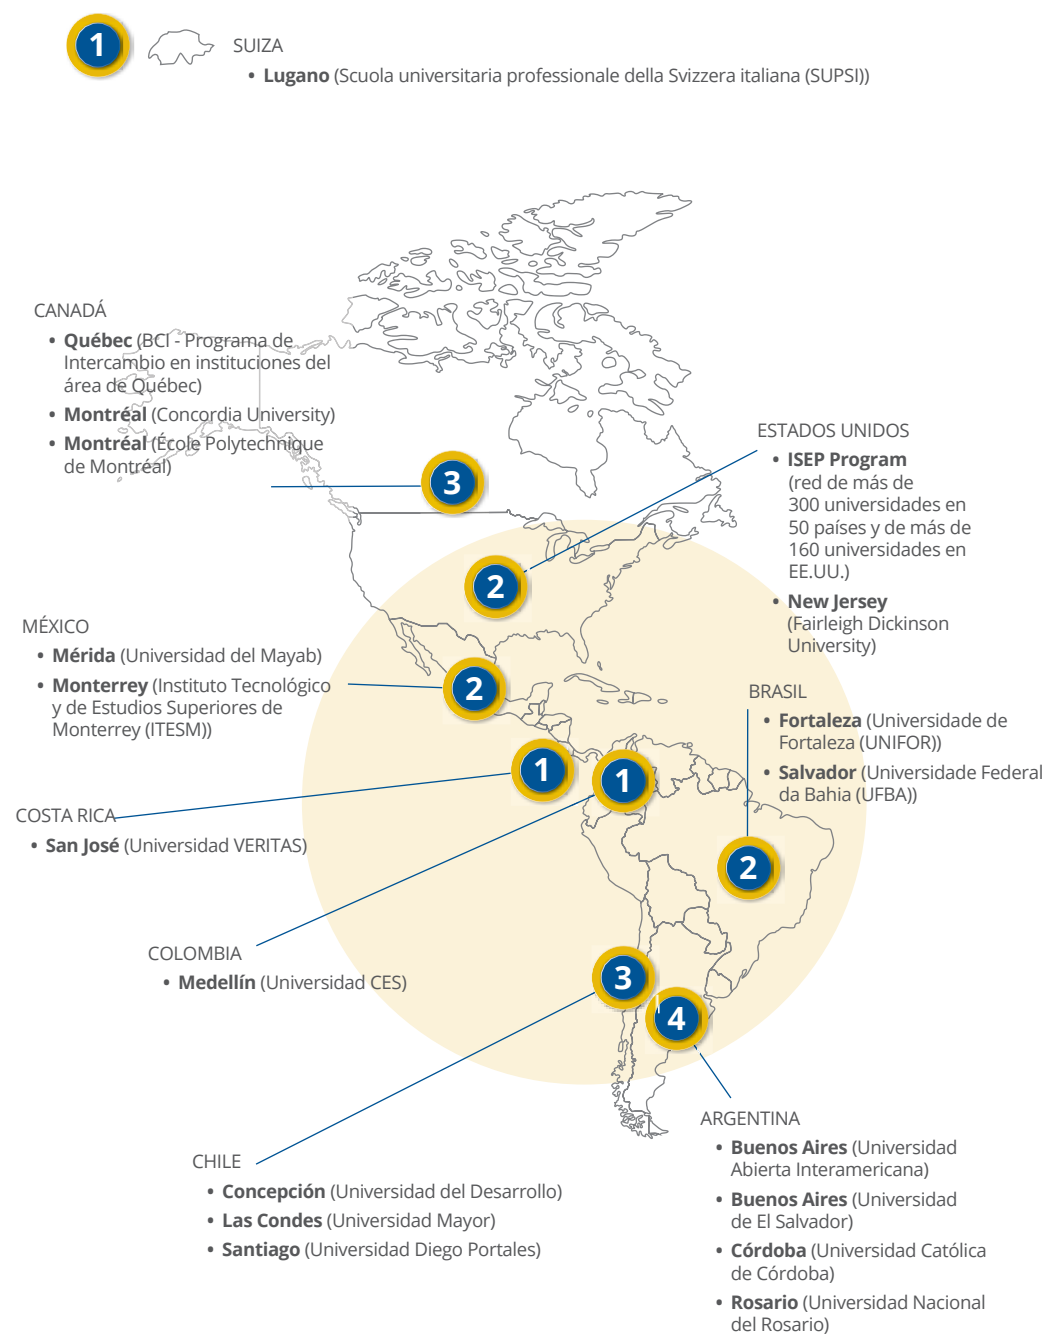 1
SUIZA
• Lugano (Scuola universitaria professionale della Svizzera italiana (SUPSI))
CANADÁ
• Québec (BCI - Programa de
Intercambio en instituciones del
área de Québec)
• Montréal (Concordia University)
• Montréal (École Polytechnique
de Montréal)
3
ESTADOS UNIDOS
• ISEP Program
(red de más de
300 universidades en
50 países y de más de
160 universidades en
EE.UU.)
• New Jersey
(Fairleigh Dickinson
University)
2
MÉXICO
• Mérida (Universidad del Mayab)
• Monterrey (Instituto Tecnológico
y de Estudios Superiores de
Monterrey (ITESM))
2
BRASIL
• Fortaleza (Universidade de
Fortaleza (UNIFOR))
• Salvador (Universidade Federal
da Bahia (UFBA))
2
1
1
COSTA RICA
• San José (Universidad VERITAS)
COLOMBIA
• Medellín (Universidad CES)
3
4
CHILE
• Concepción (Universidad del Desarrollo)
• Las Condes (Universidad Mayor)
• Santiago (Universidad Diego Portales)
ARGENTINA
• Buenos Aires (Universidad
Abierta Interamericana)
• Buenos Aires (Universidad
de El Salvador)
• Córdoba (Universidad Católica
de Córdoba)
• Rosario (Universidad Nacional
del Rosario)